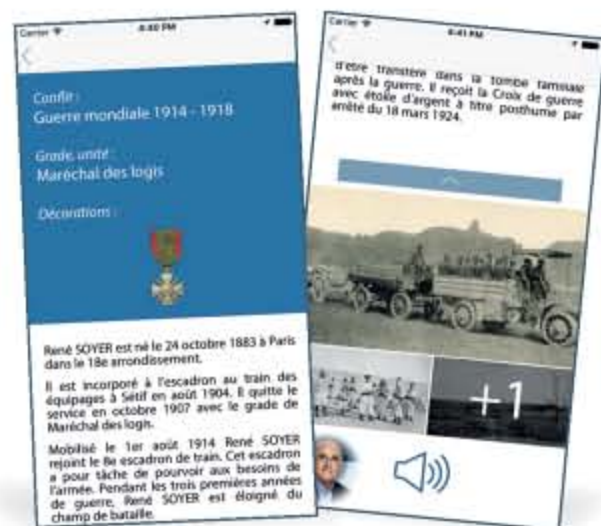 Carrier 4:40 PM
Conflit :
Guerre mondiale 1914 - 1918
Grade, unité :
Maréchal des logis
Décorations :
René SOYER est né le 24 octobre 1883 à Paris
dans le 18e arrondissement.
Il est incorporé à l'escadron au train des
équipages à Sétif en août 1904. Il quitte le
service en octobre 1907 avec le grade de
Maréchal des logis.
Mobilisé le 1er août 1914 René SOYER
rejoint le 8e escadron de train. Cet escadron
a pour tâche de pourvoir aux besoins de
l'armée. Pendant les trois premières années
de guerre, René SOYER est éloigné du
champ de bataille.
Carrier 4:41 PM
d'être transféré dans la tombe familiale
après la guerre. Il reçoit la Croix de guerre
avec étoile d'argent à titre posthume par
arrêté du 18 mars 1924.
+1